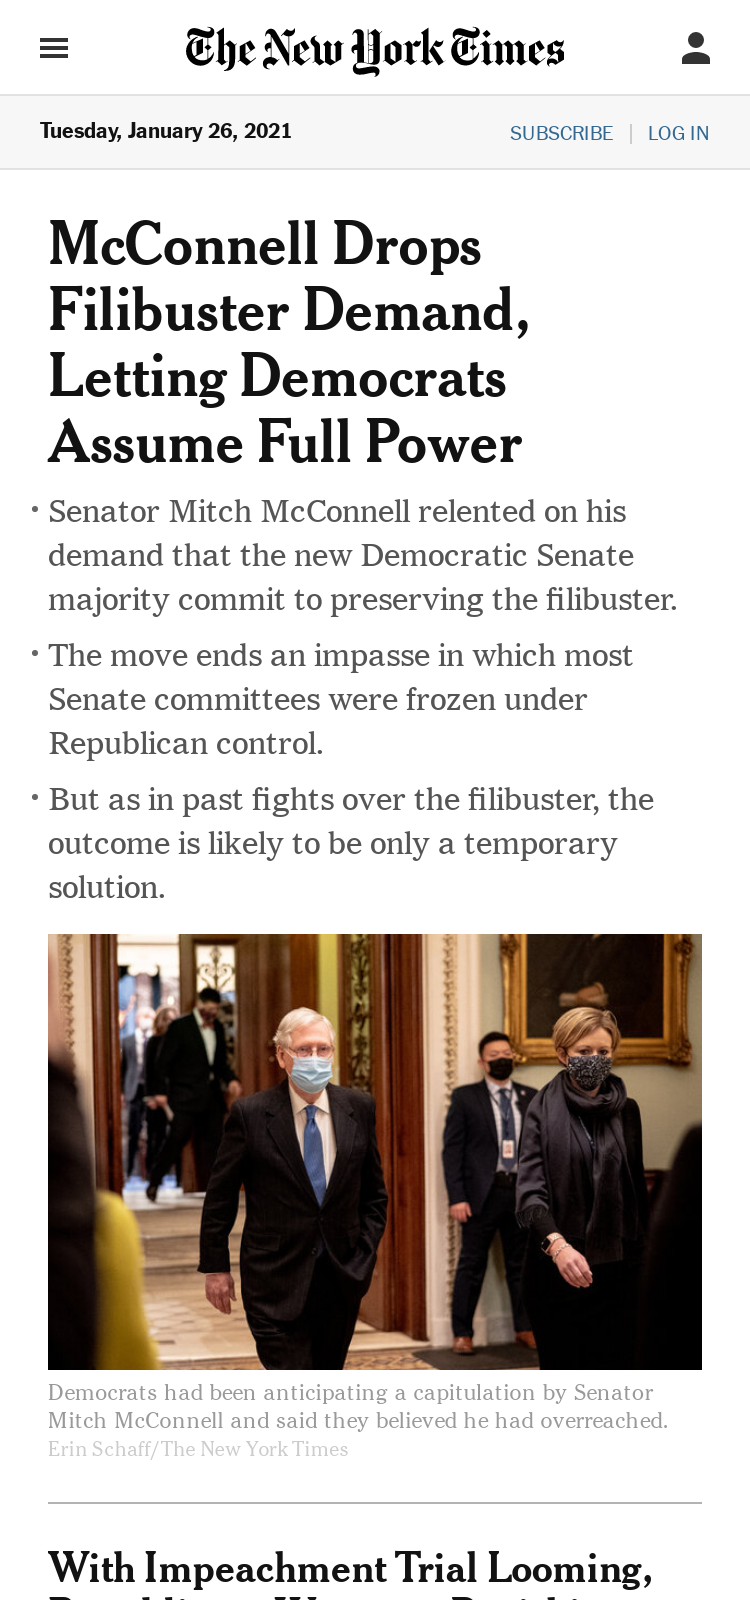 The New York Times
Tuesday, January 26, 2021
SUBSCRIBE | LOG IN
McConnell Drops
Filibuster Demand,
Letting Democrats
Assume Full Power
• Senator Mitch McConnell relented on his
demand that the new Democratic Senate
majority commit to preserving the filibuster.
• The move ends an impasse in which most
Senate committees were frozen under
Republican control.
• But as in past fights over the filibuster, the
outcome is likely to be only a temporary
solution.
Democrats had been anticipating a capitulation by Senator
Mitch McConnell and said they believed he had overreached.
Erin Schaff/The New York Times
With Impeachment Trial Looming,